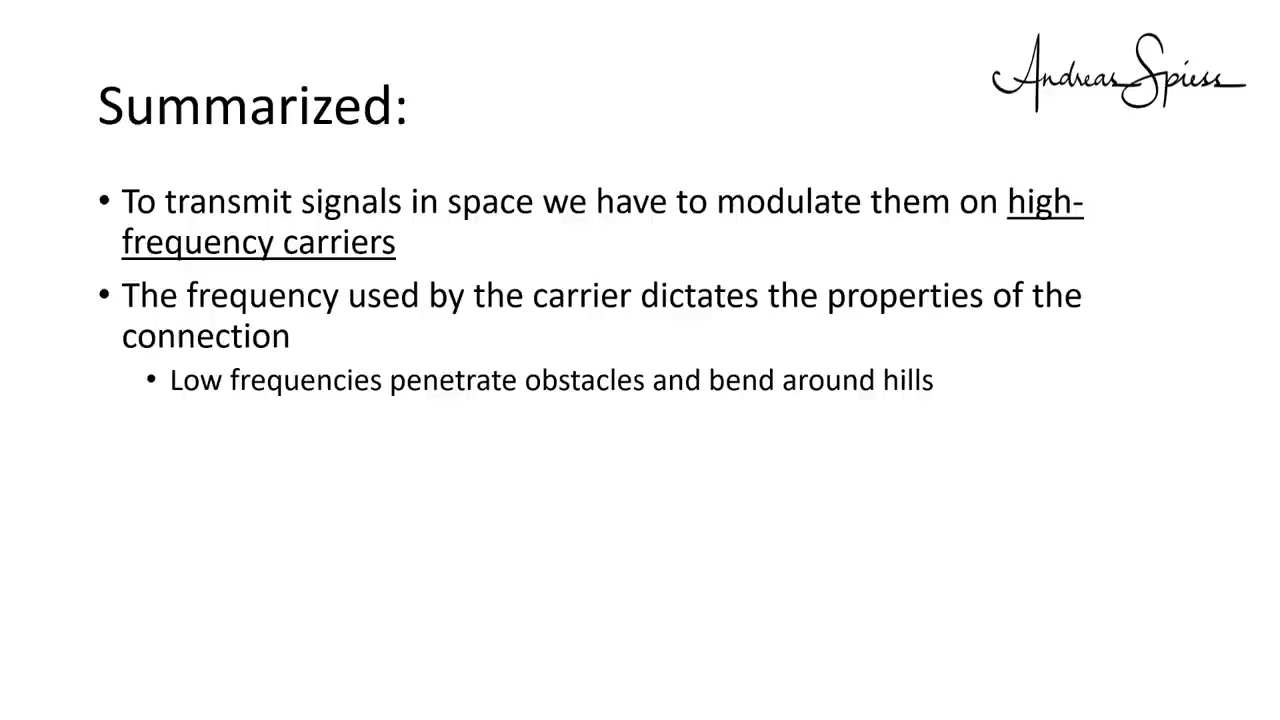 Andreas Spiess
Summarized:
• To transmit signals in space we have to modulate them on high-
frequency carriers
• The frequency used by the carrier dictates the properties of the
connection
• Low frequencies penetrate obstacles and bend around hills